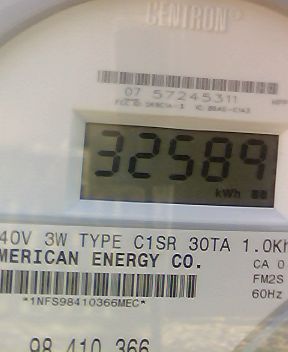 CENTRON®
07 57245311
32589
kWh
40V 3W TYPE C1SR 30TA 1.0Kh
MERICAN ENERGY CO.
CA 0
FM2S
*1NFS98410366MEC*
60Hz
98 410 366